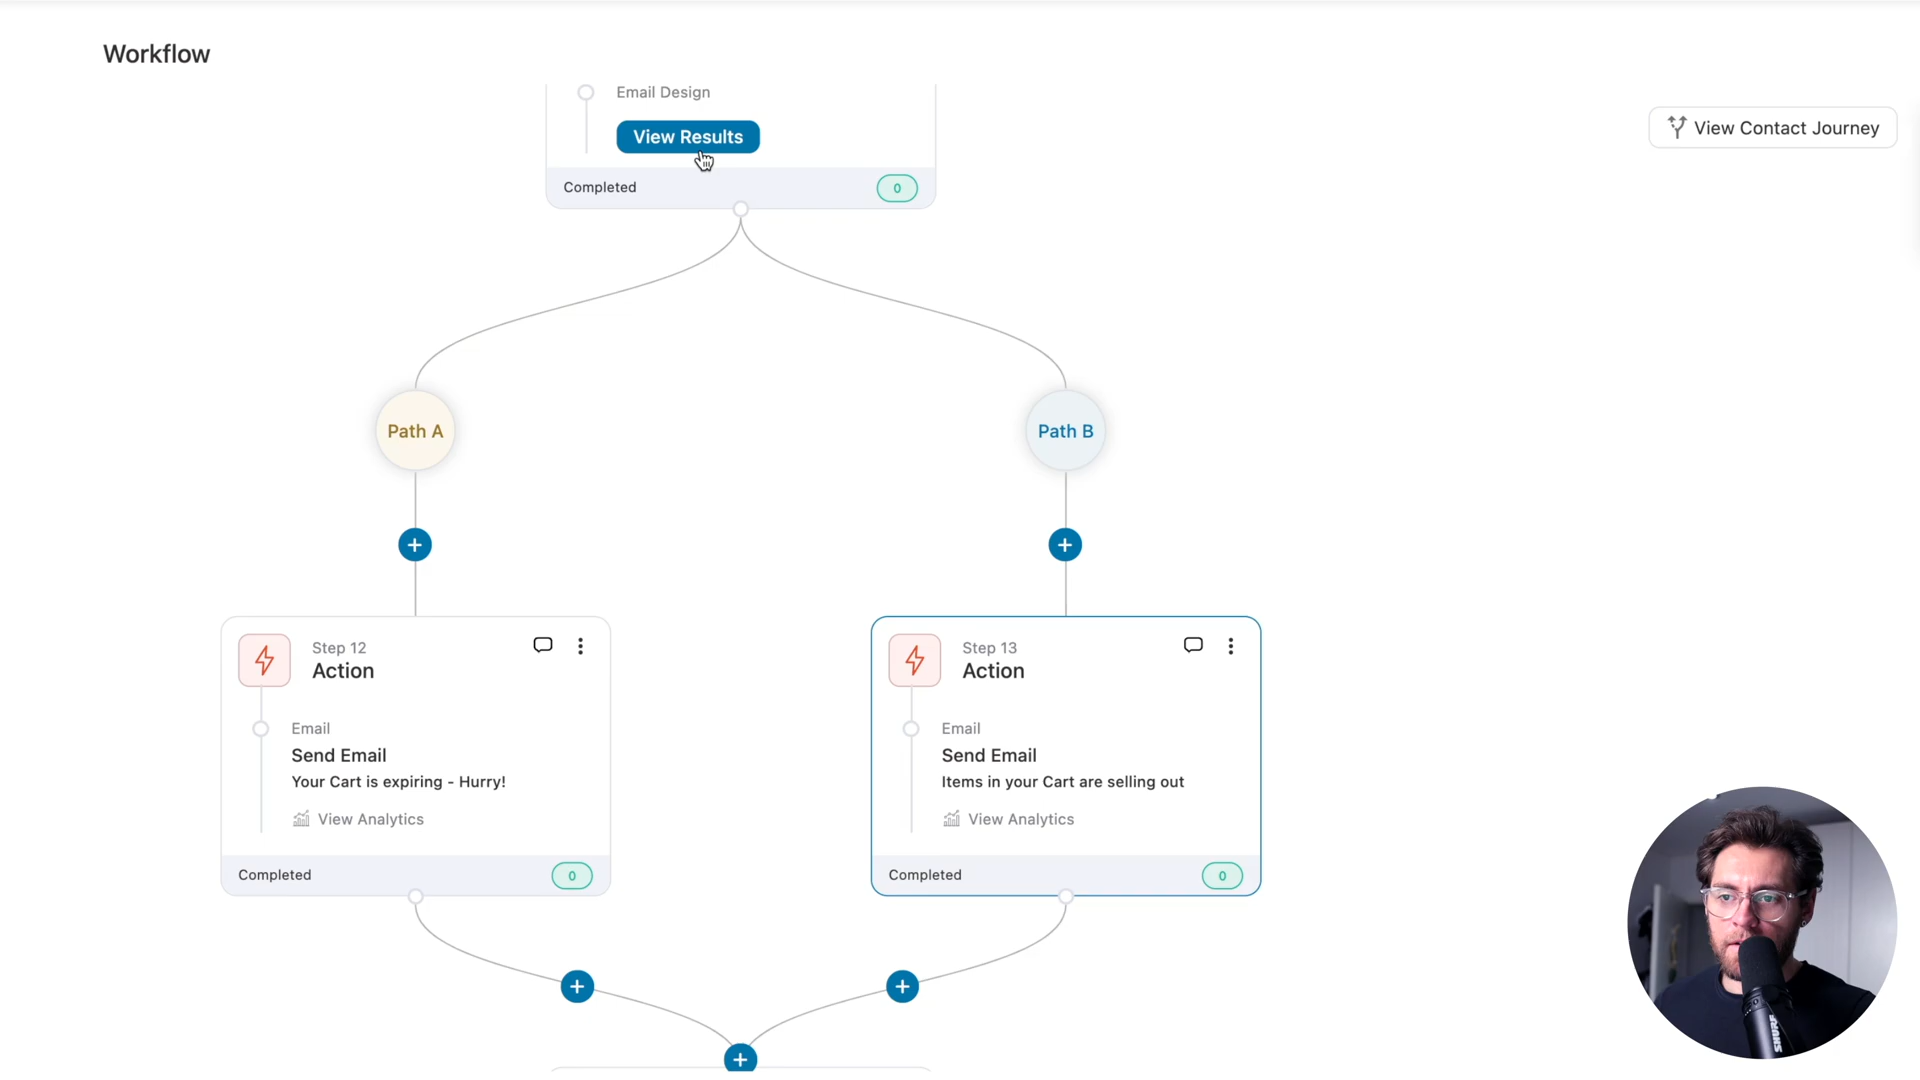 Workflow
Email Design
View Results
View Contact Journey
Completed
0
Path A
Path B
Step 12
Action
Email
Send Email
Your Cart is expiring - Hurry!
View Analytics
Completed
0
Step 13
Action
Email
Send Email
Items in your Cart are selling out
View Analytics
Completed
0
SHURE